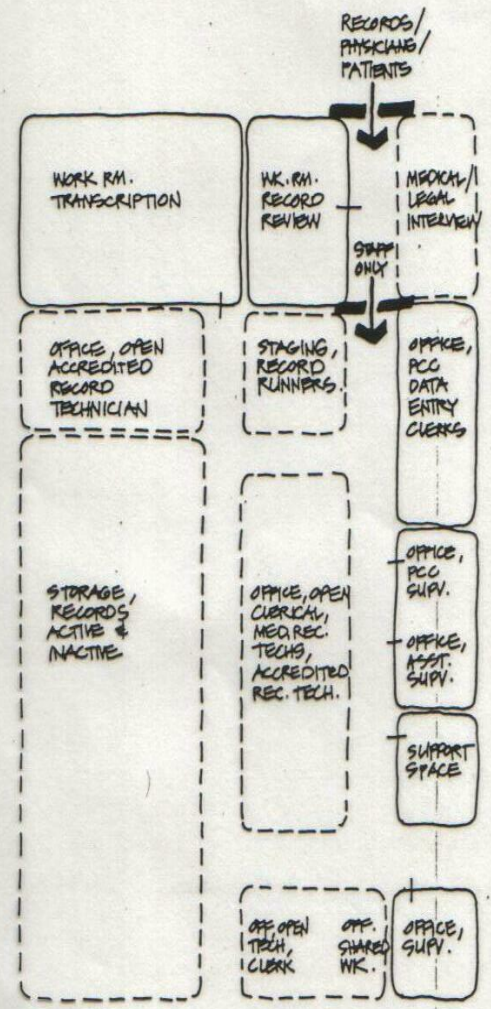 RECORDS/
PHYSICIANS/
PATIENTS
WORK RM.
TRANSCRIPTION
WK. RM.
RECORD
REVIEW
MEDICAL/
LEGAL
INTERVIEW
STAFF
ONLY
OFFICE, OPEN
ACCREDITED
RECORD
TECHNICIAN
STAGING,
RECORD
RUNNERS.
OFFICE,
PCC
DATA
ENTRY
CLERKS
STORAGE,
RECORDS
ACTIVE &
INACTIVE
OFFICE, OPEN
CLERICAL,
MED. REC.
TECHS,
ACCREDITED
REC. TECH.
OFFICE,
PCC
SUPV.
OFFICE,
ASST.
SUPV.
SUPPORT
SPACE
OFF. OPEN
TECH,
CLERK
OFF.
SHARED
WK.
OFFICE,
SUPV.